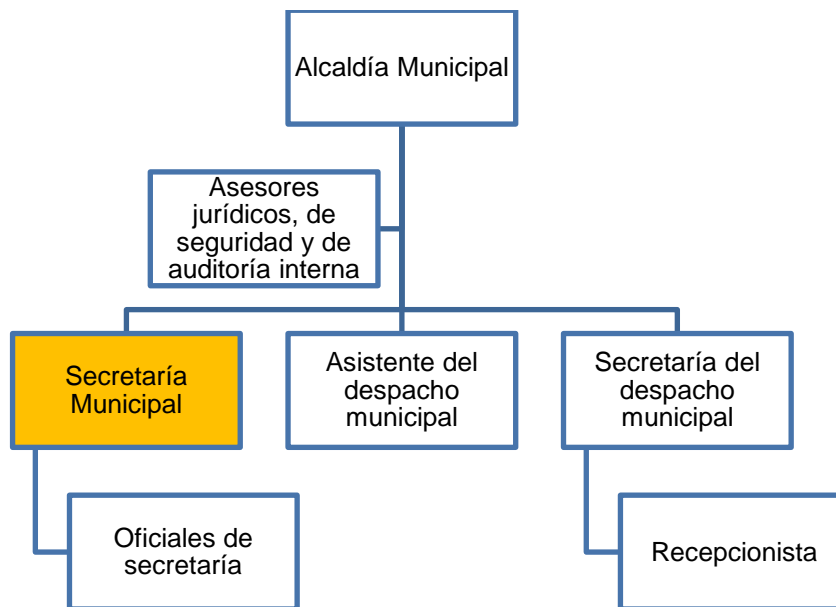 Alcaldía Municipal
Asesores
jurídicos, de
seguridad y de
auditoría interna
Secretaría
Municipal
Asistente del
despacho
municipal
Secretaría del
despacho
municipal
Oficiales de
secretaría
Recepcionista